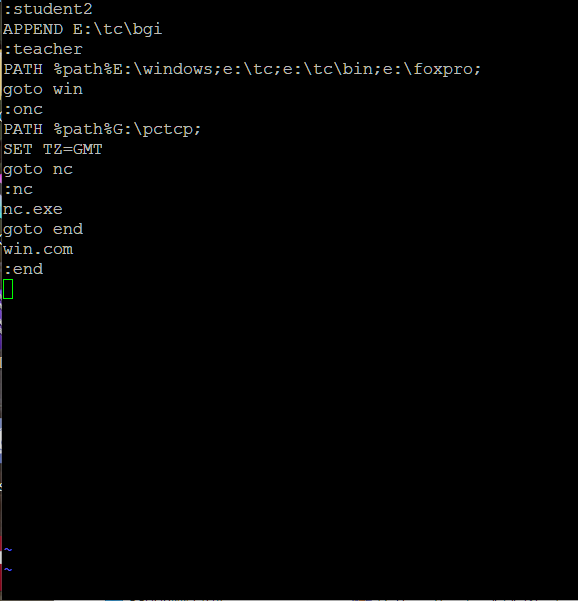 :student2
APPEND E:\tc\bgi
:teacher
PATH %path%E:\windows;e:\tc;e:\tc\bin;e:\foxpro;
goto win
:onc
PATH %path%G:\pctcp;
SET TZ=GMT
goto nc
:nc
nc.exe
goto end
win.com
:end
~
~